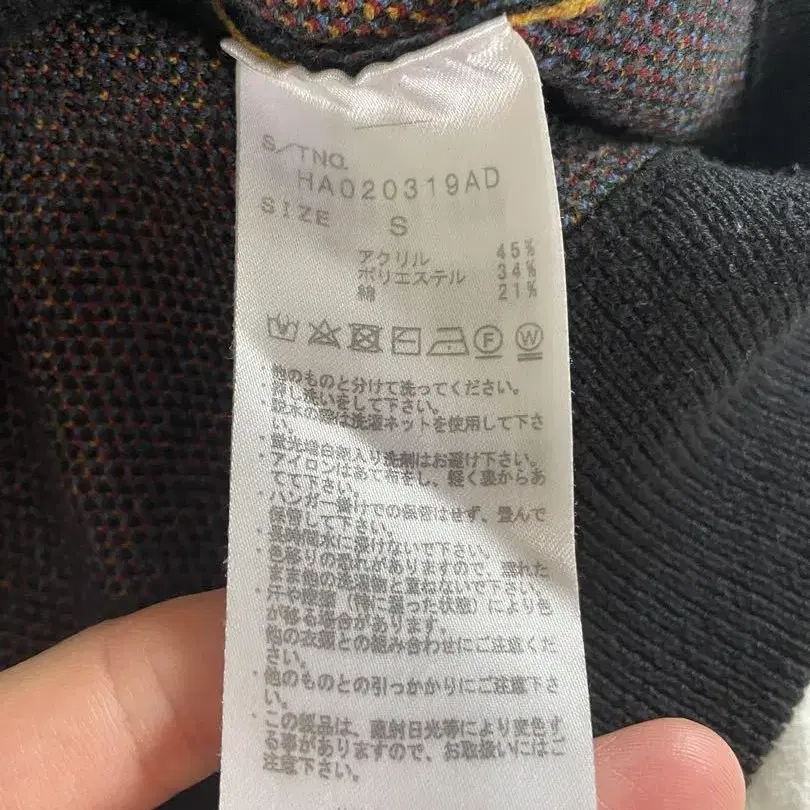 S/TNO.
HA020319AD
SIZE S
アクリル 45%
ポリエステル 34%
綿 21%
F W
・他のものと分けて洗ってください。
・押し洗いをして下さい。
・脱水の際は洗濯ネットを使用して下さ
い。
・蛍光増白剤入り洗剤はお避け下さい。
・アイロンはあて布をし、軽く裏からあ
てて下さい。
・ハンガー掛けでの保管はせず、畳んで
保管して下さい。
・長時間水に浸けないで下さい。
・色移りの恐れがありますので、濡れた
まま他の洗濯物と重ねないで下さい。
・汗や摩擦（特に湿った状態）により色
が移る場合があります。
他の衣類との組み合わせにご注意くだ
さい。
・他のものとの引っかかりにご注意下さ
い。
・この製品は、直射日光等により変色す
る事がありますので、お取扱いにはご
注意下さい。